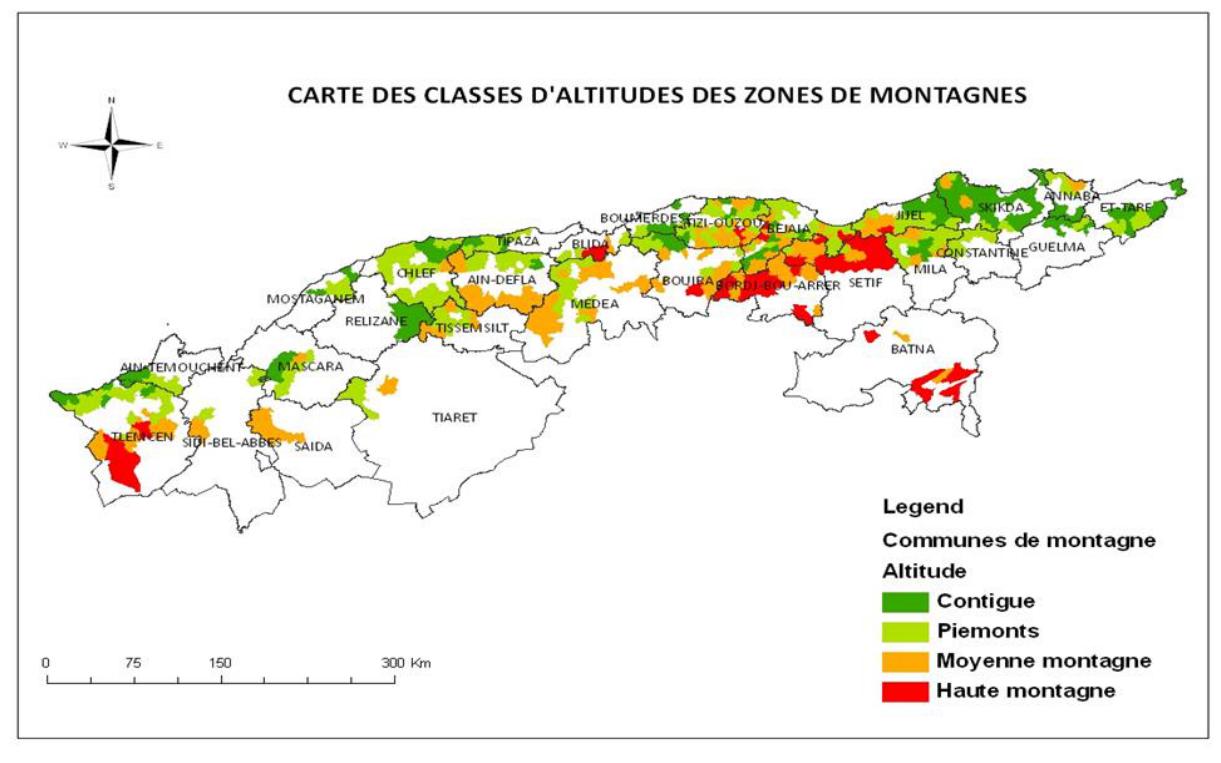 CARTE DES CLASSES D'ALTITUDES DES ZONES DE MONTAGNES
N
W
E
S
ANNABA
SKIKDA
ET-TARF
JIJEL
BOUMERDES
TIZI-OUZOU
BEJAIA
TIPAZA
BLIDA
GUELMA
CONSTANTINE
MILA
CHLEF
AIN-DEFLA
BOUIRA
BORDJ-BOU-ARRER
SETIF
MOSTAGANEM
MEDEA
RELIZANE
TISSEMSILT
BATNA
AIN-TEMOUCHENT
MASCARA
TIARET
TLEMCEN
SIDI-BEL-ABBES
SAIDA
Legend
Communes de montagne
Altitude
Contigue
Piemonts
Moyenne montagne
Haute montagne
0 75 150 300 Km